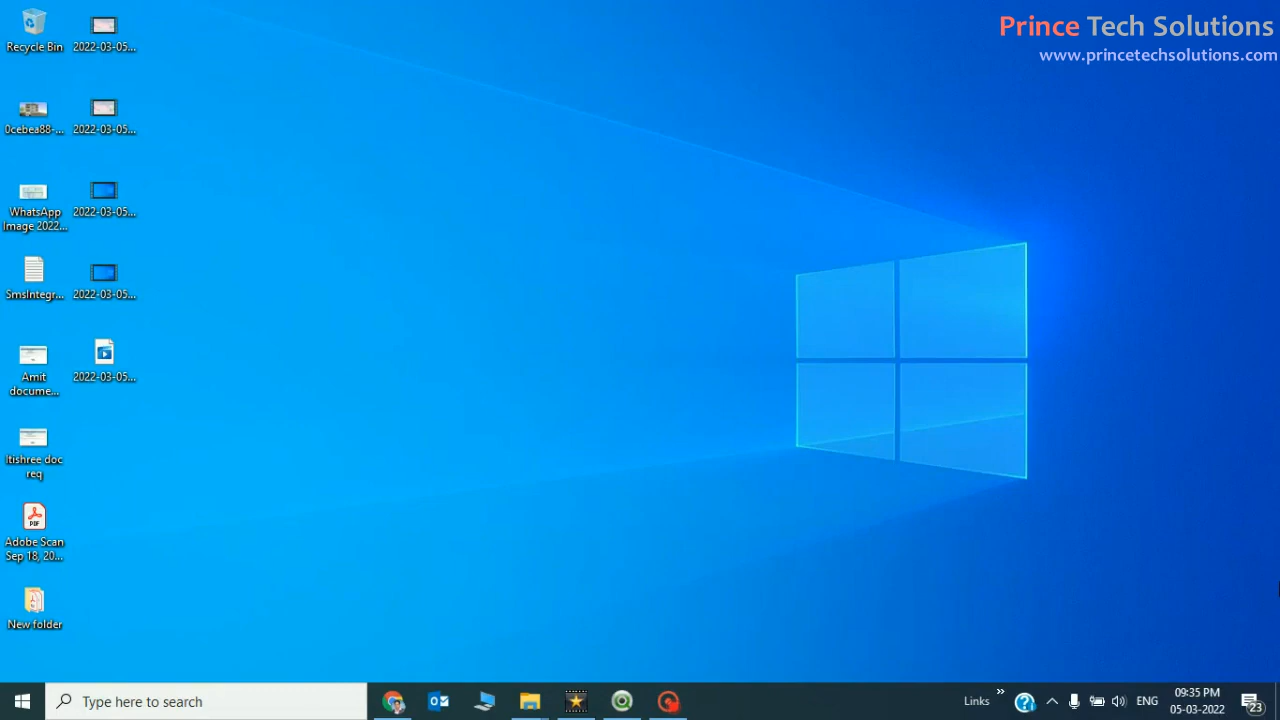 Prince Tech Solutions
www.princetechsolutions.com
Recycle Bin
2022-03-05...
0cebea88-...
2022-03-05...
WhatsApp
Image 2022...
2022-03-05...
SmsIntegr...
2022-03-05...
Amit
docume...
2022-03-05...
Itishree doc
req
PDF
Adobe Scan
Sep 18, 20...
New folder
Type here to search
Links
ENG
09:35 PM
05-03-2022
23